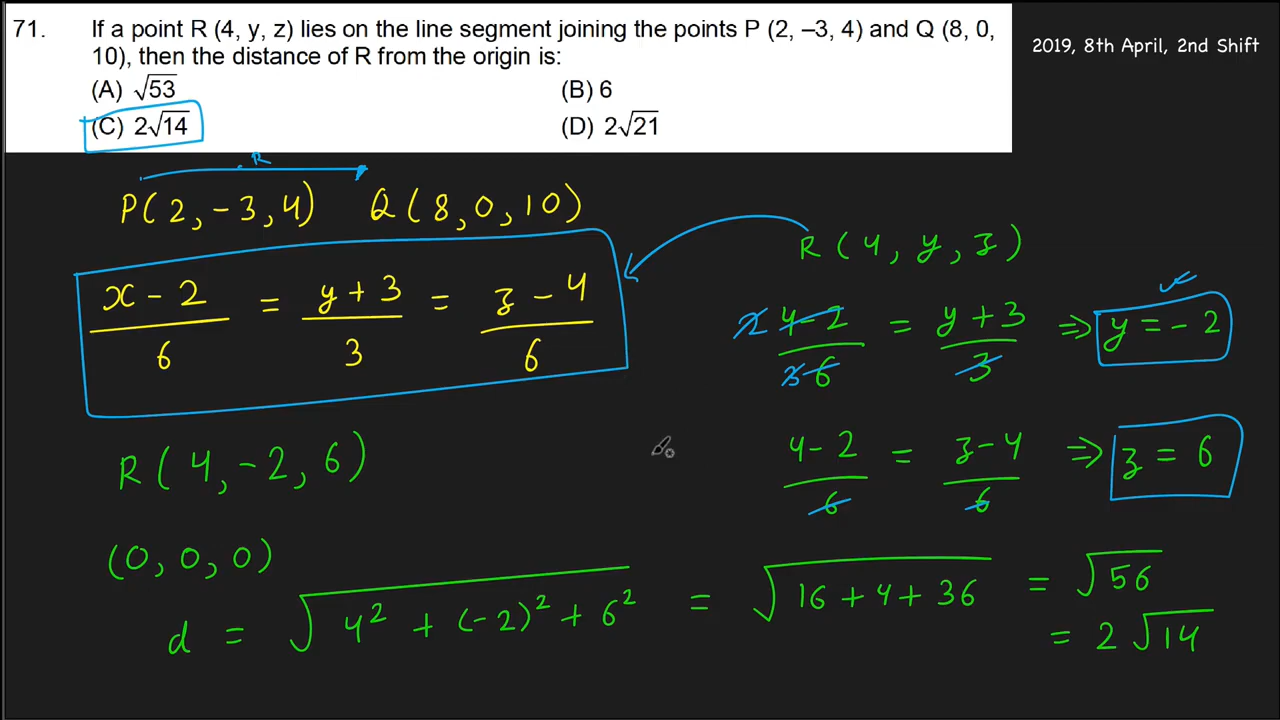 71. If a point R (4, y, z) lies on the line segment joining the points P (2, –3, 4) and Q (8, 0,
10), then the distance of R from the origin is:
2019, 8th April, 2nd Shift
(A) √53 (B) 6
(C) 2√14 (D) 2√21
R
P(2, -3, 4) Q(8, 0, 10)
R(4, y, z)
(x - 2)/6 = (y + 3)/3 = (z - 4)/6
2 (4 - 2)/(3 6) = (y + 3)/3 ⇒ y = - 2
(4 - 2)/6 = (z - 4)/6 ⇒ z = 6
R(4, -2, 6)
(0, 0, 0)
d = √(4² + (-2)² + 6²) = √(16 + 4 + 36) = √56
= 2√14